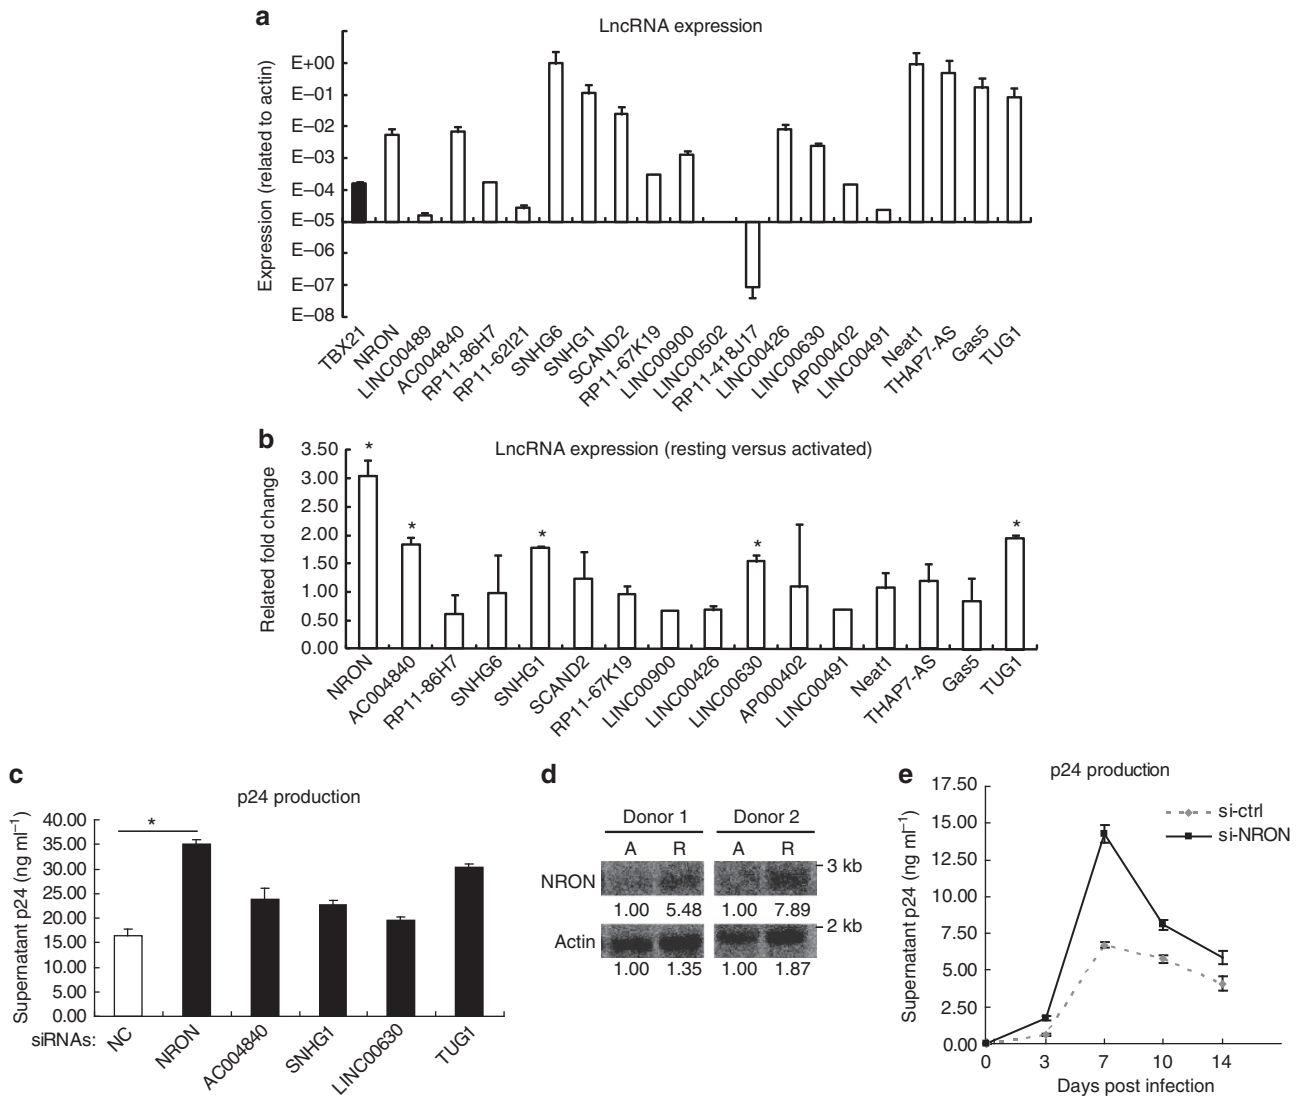 a
LncRNA expression
Expression (related to actin)
E+00
E−01
E−02
E−03
E−04
E−05
E−06
E−07
E−08
TBX21
NRON
LINC00489
AC004840
RP11-86H7
RP11-62I21
SNHG6
SNHG1
SCAND2
RP11-67K19
LINC00900
LINC00502
RP11-418J17
LINC00426
LINC00630
AP000402
LINC00491
Neat1
THAP7-AS
Gas5
TUG1
b
LncRNA expression (resting versus activated)
Related fold change
3.50
3.00
2.50
2.00
1.50
1.00
0.50
0.00
*
*
*
*
*
NRON
AC004840
RP11-86H7
SNHG6
SNHG1
SCAND2
RP11-67K19
LINC00900
LINC00426
LINC00630
AP000402
LINC00491
Neat1
THAP7-AS
Gas5
TUG1
c
p24 production
Supernatant p24 (ng ml⁻¹)
40.00
35.00
30.00
25.00
20.00
15.00
10.00
5.00
0.00
*
siRNAs:
NC
NRON
AC004840
SNHG1
LINC00630
TUG1
d
Donor 1 Donor 2
A R A R
NRON
3 kb
1.00 5.48 1.00 7.89
Actin
2 kb
1.00 1.35 1.00 1.87
e
p24 production
Supernatant p24 (ng ml⁻¹)
17.50
15.00
12.50
10.00
7.50
5.00
2.50
0.00
si-ctrl
si-NRON
0 3 7 10 14
Days post infection